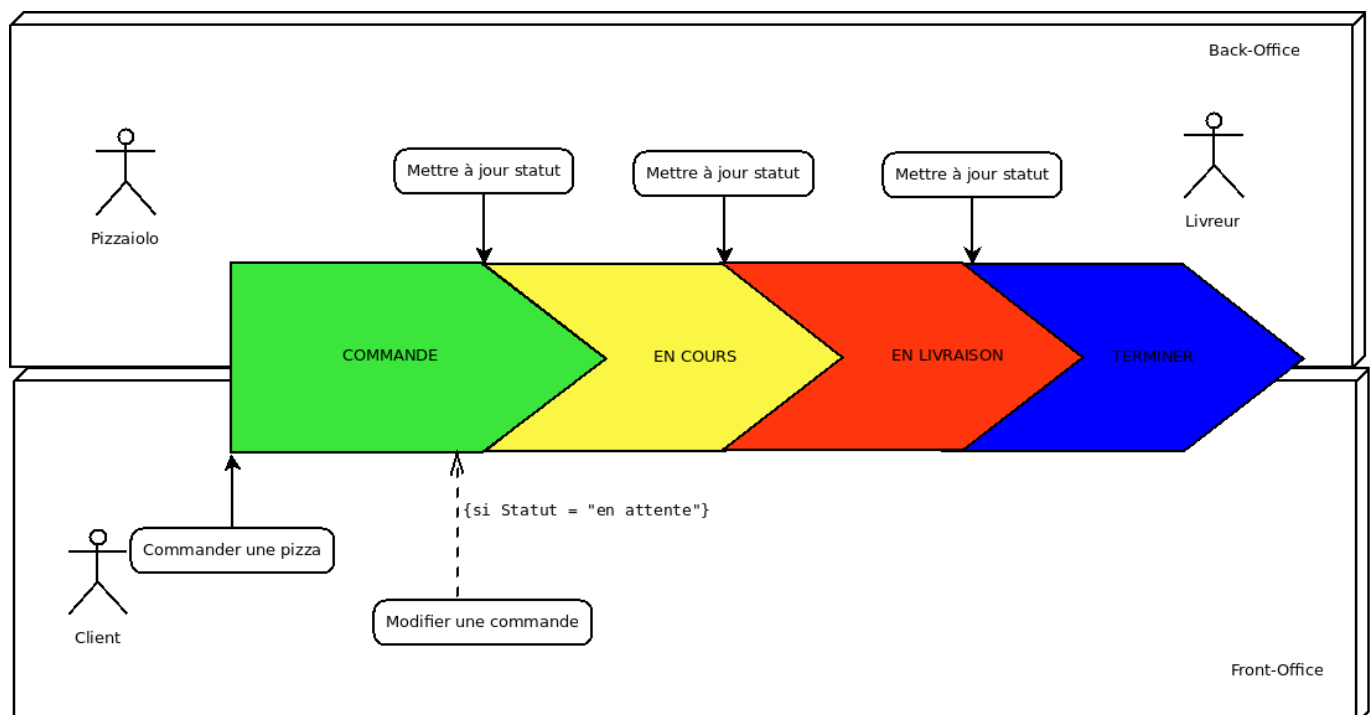 Back-Office
Pizzaiolo
Mettre à jour statut
Mettre à jour statut
Mettre à jour statut
Livreur
COMMANDE
EN COURS
EN LIVRAISON
TERMINER
{si Statut = "en attente"}
Commander une pizza
Client
Modifier une commande
Front-Office